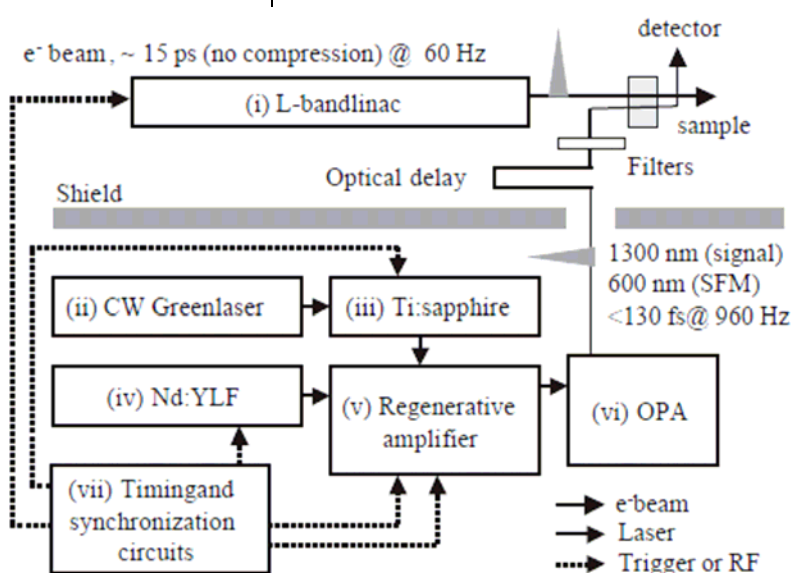 detector
e- beam, ~ 15 ps (no compression) @ 60 Hz
(i) L-bandlinac
sample
Filters
Optical delay
Shield
1300 nm (signal)
600 nm (SFM)
<130 fs@ 960 Hz
(ii) CW Greenlaser
(iii) Ti:sapphire
(iv) Nd:YLF
(v) Regenerative
amplifier
(vi) OPA
(vii) Timingand
synchronization
circuits
e-beam
Laser
Trigger or RF